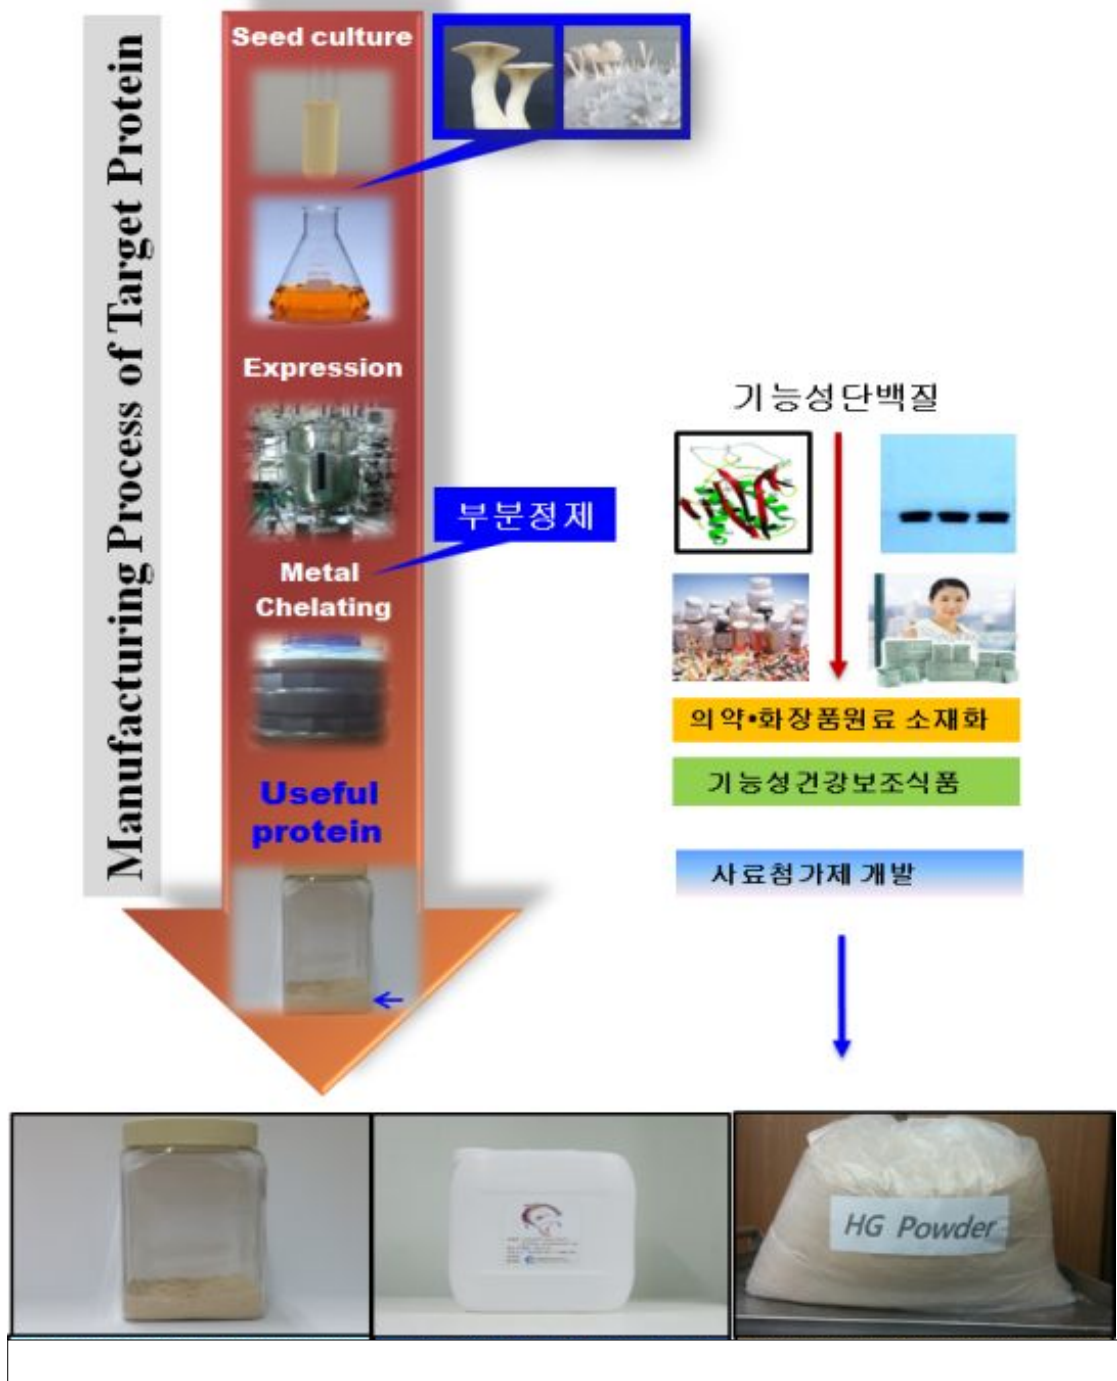 Manufacturing Process of Target Protein
Seed culture
Expression
부분정제
Metal
Chelating
Useful
protein
기능성단백질
의약•화장품원료 소재화
기능성건강보조식품
사료첨가제 개발
HG Powder